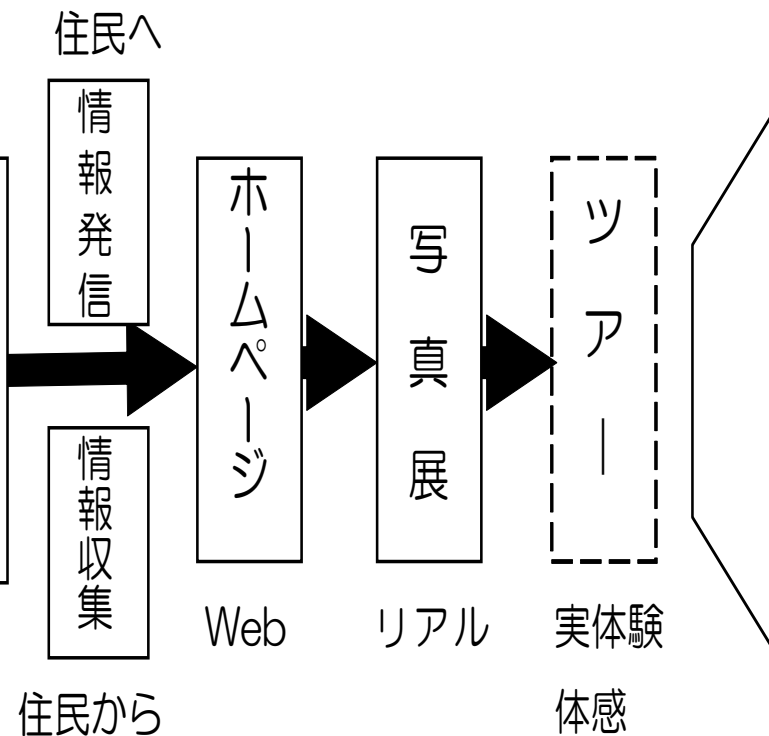 住民へ
情報発信
情報収集
住民から
ホームページ
Web
写真展
リアル
ツアー
実体験
体感